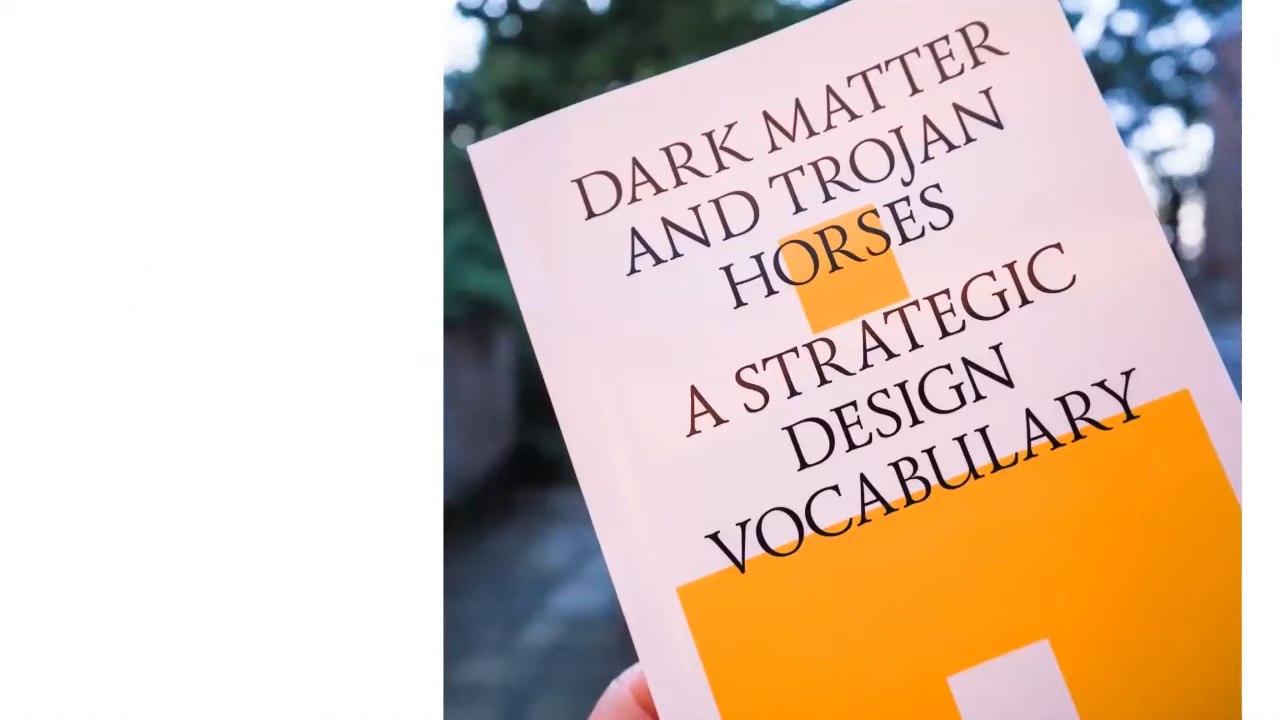 DARK MATTER
AND TROJAN
HORSES
A STRATEGIC
DESIGN
VOCABULARY